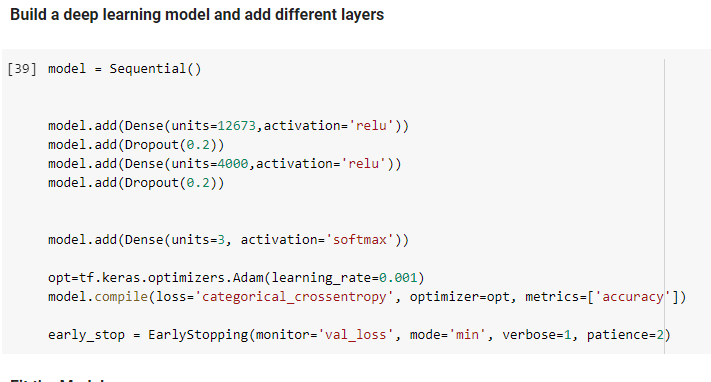 Build a deep learning model and add different layers
[39] model = Sequential()
model.add(Dense(units=12673,activation='relu'))
model.add(Dropout(0.2))
model.add(Dense(units=4000,activation='relu'))
model.add(Dropout(0.2))
model.add(Dense(units=3, activation='softmax'))
opt=tf.keras.optimizers.Adam(learning_rate=0.001)
model.compile(loss='categorical_crossentropy', optimizer=opt, metrics=['accuracy'])
early_stop = EarlyStopping(monitor='val_loss', mode='min', verbose=1, patience=2)